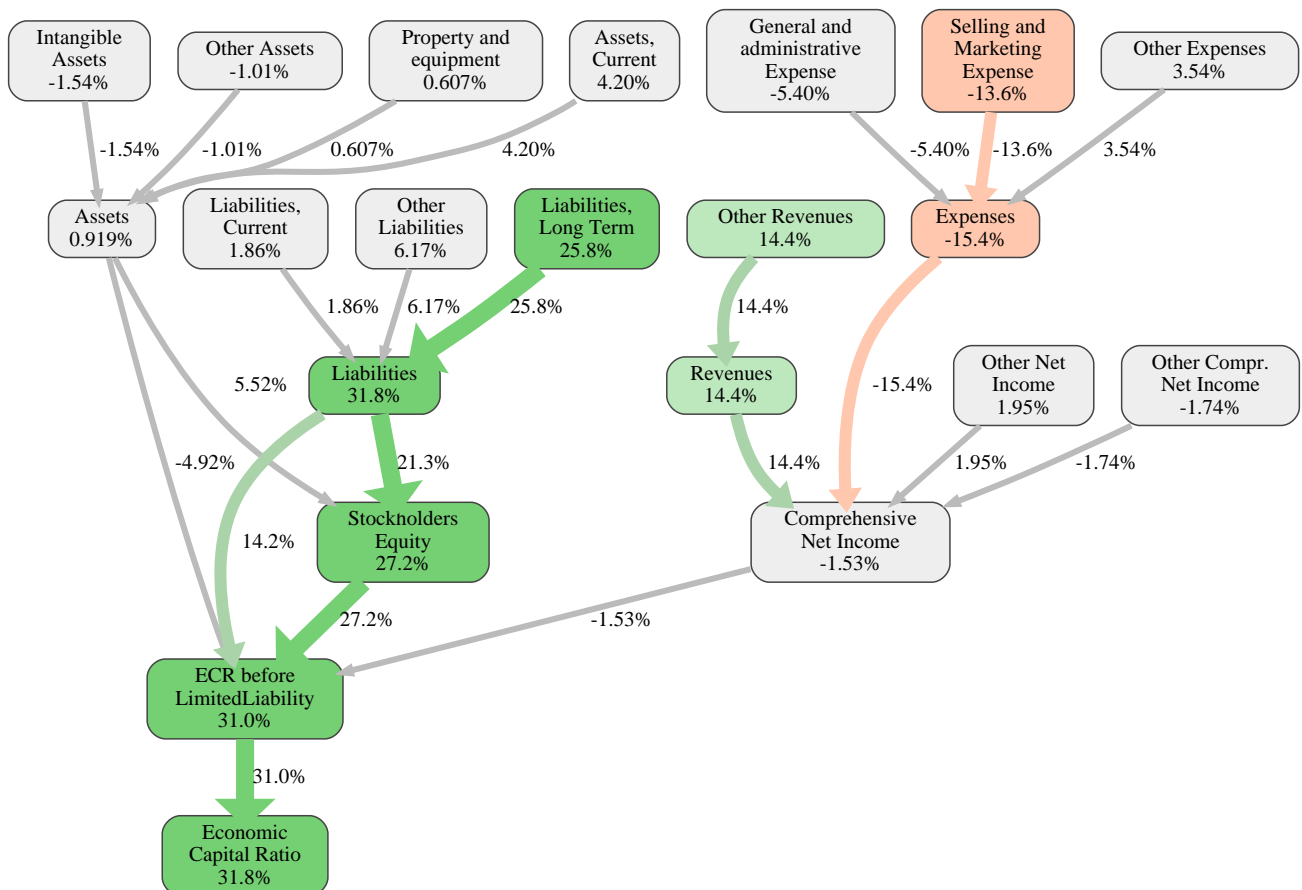 Intangible
Assets
-1.54%
Other Assets
-1.01%
Property and
equipment
0.607%
Assets,
Current
4.20%
General and
administrative
Expense
-5.40%
Selling and
Marketing
Expense
-13.6%
Other Expenses
3.54%
-1.54%
-1.01%
0.607%
4.20%
-5.40%
-13.6%
3.54%
Assets
0.919%
Liabilities,
Current
1.86%
Other
Liabilities
6.17%
Liabilities,
Long Term
25.8%
Other Revenues
14.4%
Expenses
-15.4%
1.86%
6.17%
25.8%
14.4%
Liabilities
31.8%
Revenues
14.4%
Other Net
Income
1.95%
Other Compr.
Net Income
-1.74%
5.52%
-15.4%
-4.92%
21.3%
14.4%
1.95%
-1.74%
Stockholders
Equity
27.2%
Comprehensive
Net Income
-1.53%
14.2%
27.2%
-1.53%
ECR before
LimitedLiability
31.0%
31.0%
Economic
Capital Ratio
31.8%